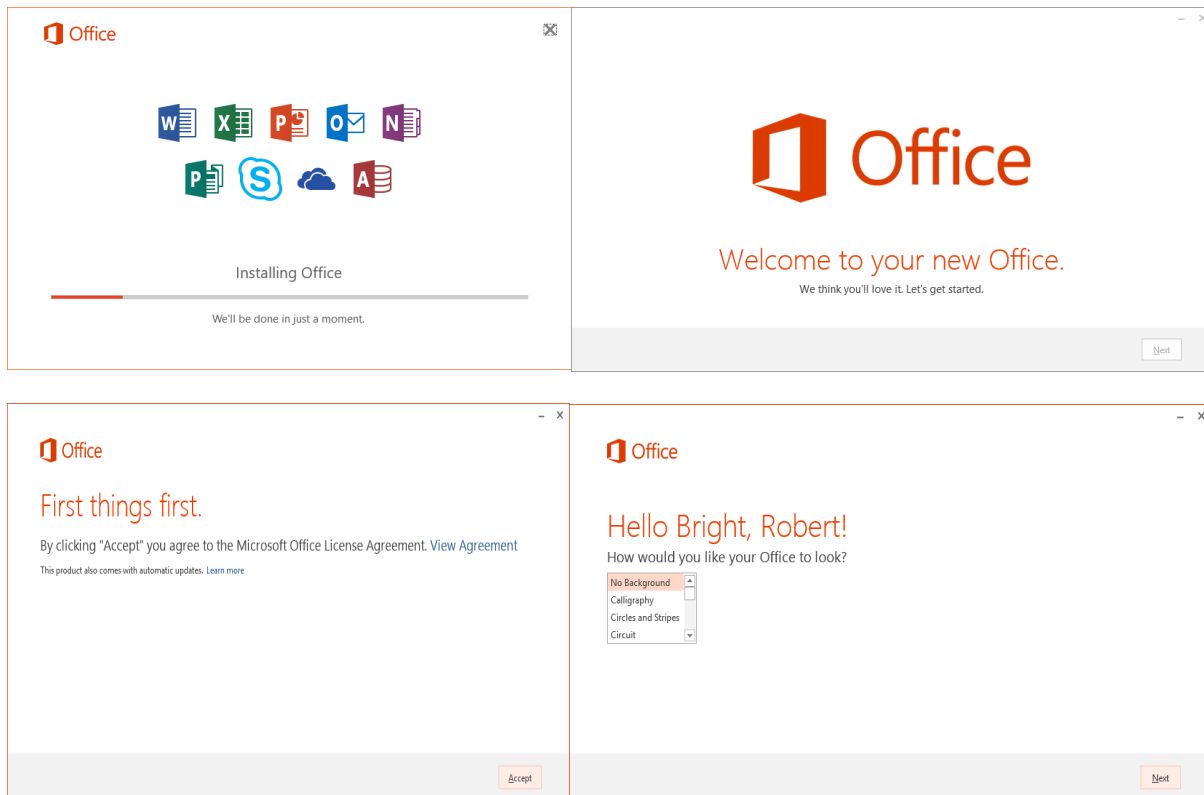 Office
W X P O N
P S A
Installing Office
We'll be done in just a moment.
Office
Welcome to your new Office.
We think you'll love it. Let's get started.
Next
Office
First things first.
By clicking "Accept" you agree to the Microsoft Office License Agreement. View Agreement
This product also comes with automatic updates. Learn more
Accept
Office
Hello Bright, Robert!
How would you like your Office to look?
No Background
Calligraphy
Circles and Stripes
Circuit
Next